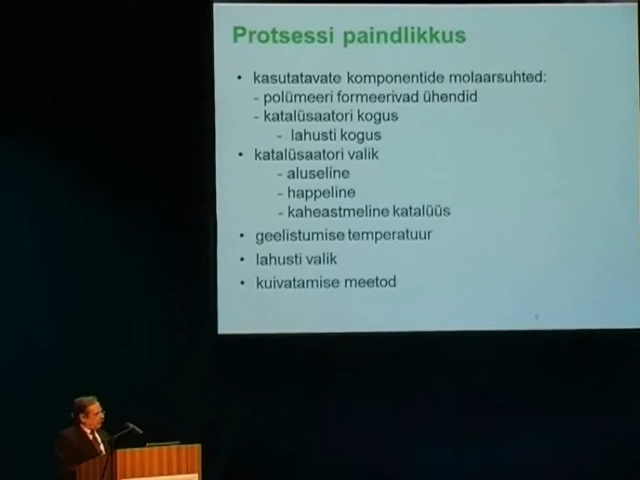 Protsessi paindlikkus
• kasutatavate komponentide molaarsuhted:
- polümeeri formeerivad ühendid
- katalüsaatori kogus
- lahusti kogus
• katalüsaatori valik
- aluseline
- happeline
- kaheastmeline katalüüs
• geelistumise temperatuur
• lahusti valik
• kuivatamise meetod